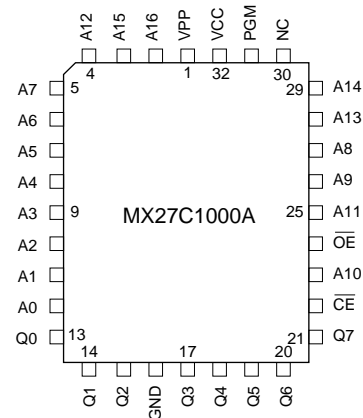 A12 A15 A16 VPP VCC PGM NC
4 1 32 30
A7 5 29 A14
A6 A13
A5 A8
A4 A9
A3 9 MX27C1000A 25 A11
A2 O̅E̅
A1 A10
A0 C̅E̅
Q0 13 21 Q7
14 17 20
Q1 Q2 GND Q3 Q4 Q5 Q6